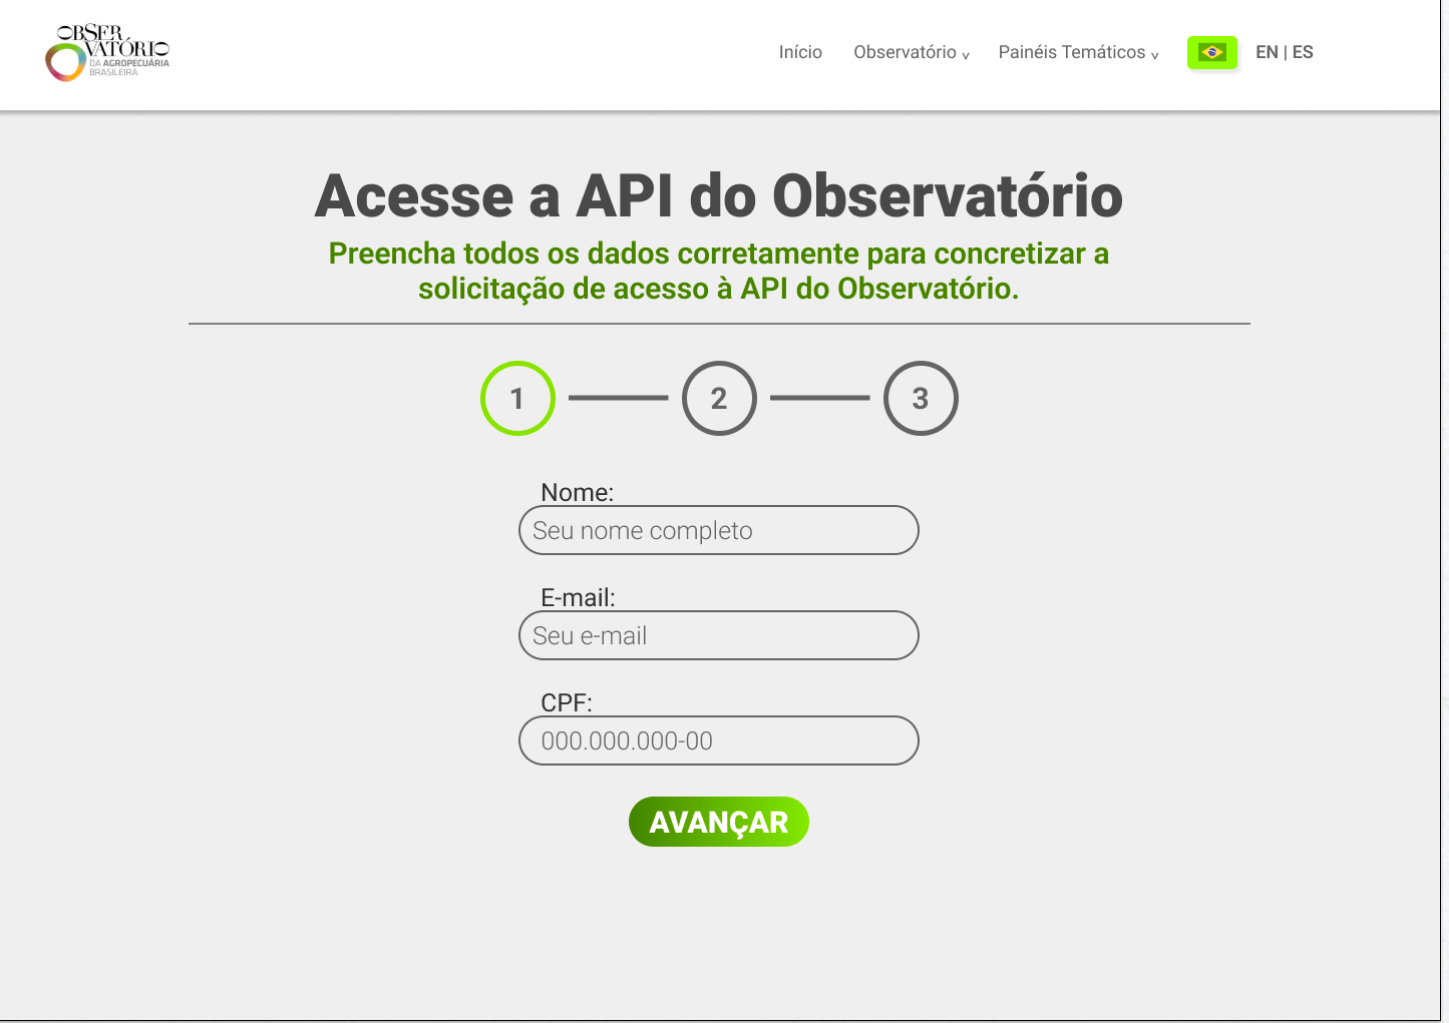 OBSER
VATÓRIO
DA AGROPECUÁRIA
BRASILEIRA
Início Observatório v Painéis Temáticos v EN | ES
Acesse a API do Observatório
Preencha todos os dados corretamente para concretizar a
solicitação de acesso à API do Observatório.
1 2 3
Nome:
Seu nome completo
E-mail:
Seu e-mail
CPF:
000.000.000-00
AVANÇAR